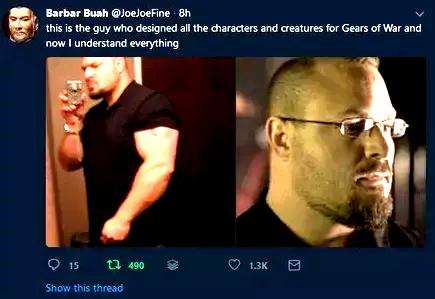 Barbar Buah @JoeJoeFine · 8h
this is the guy who designed all the characters and creatures for Gears of War and
now I understand everything
15 490 1.3K
Show this thread